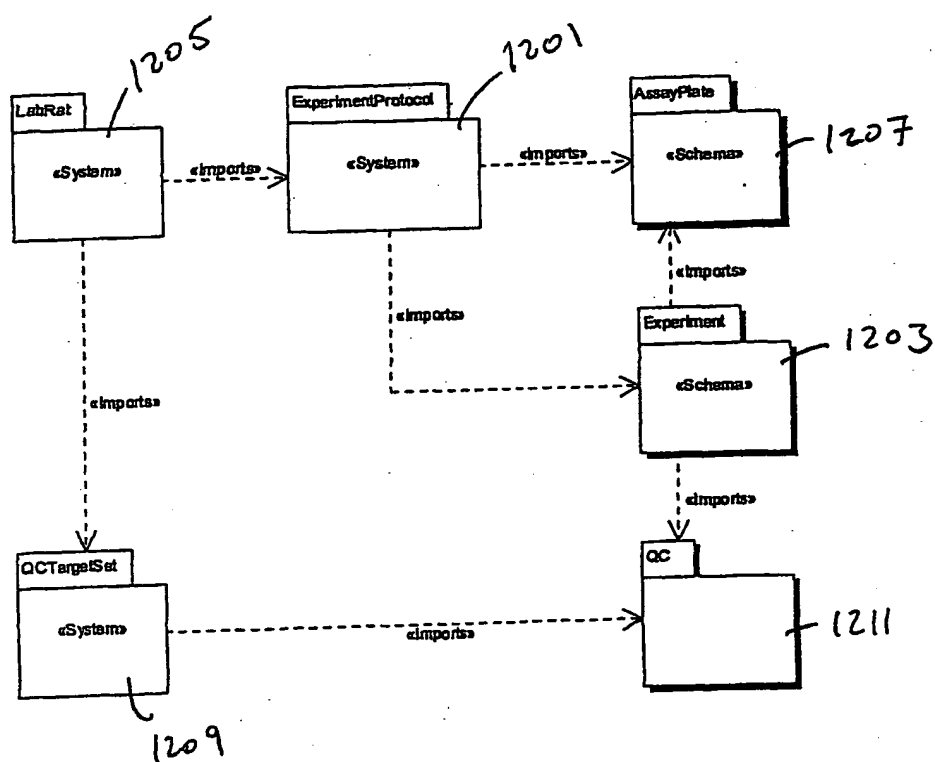 1205
1201
LabRat
ExperimentProtocol
AssayPlate
«System»
«Imports»
«System»
«Imports»
«Schema»
1207
«Imports»
«Imports»
Experiment
1203
«Schema»
«Imports»
«Imports»
QCTargetSet
QC
«System»
«Imports»
1211
1209